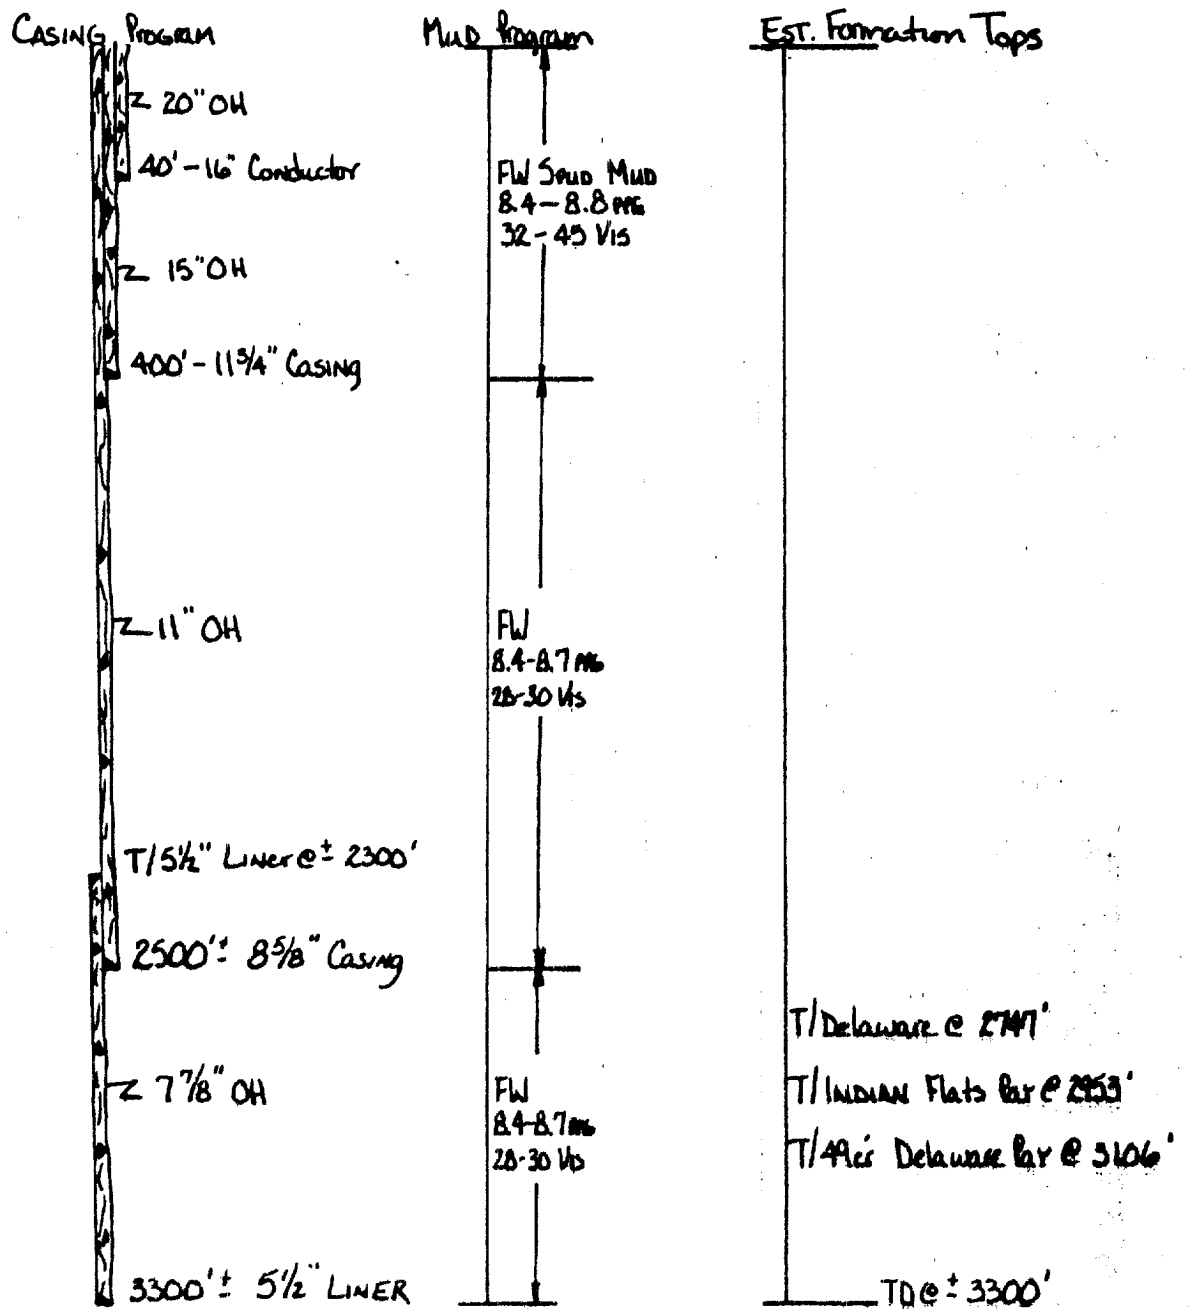 CASING PROGRAM
20" OH
40' - 16" Conductor
15" OH
400' - 11 3/4" CASING
11" OH
T/5 1/2" LINER @ ± 2300'
2500' ± 8 5/8" CASING
7 7/8" OH
3300' ± 5 1/2" LINER
MUD Program
FW SPUD MUD
8.4 - 8.8 PPG
32 - 45 VIS
FW
8.4-8.7 PPG
28-30 VIS
FW
8.4-8.7 PPG
28-30 VIS
EST. Formation Tops
T/Delaware @ 2747'
T/INDIAN Flats Pay @ 2953'
Delaware Pay @ 3106'
TD @ ± 3300'